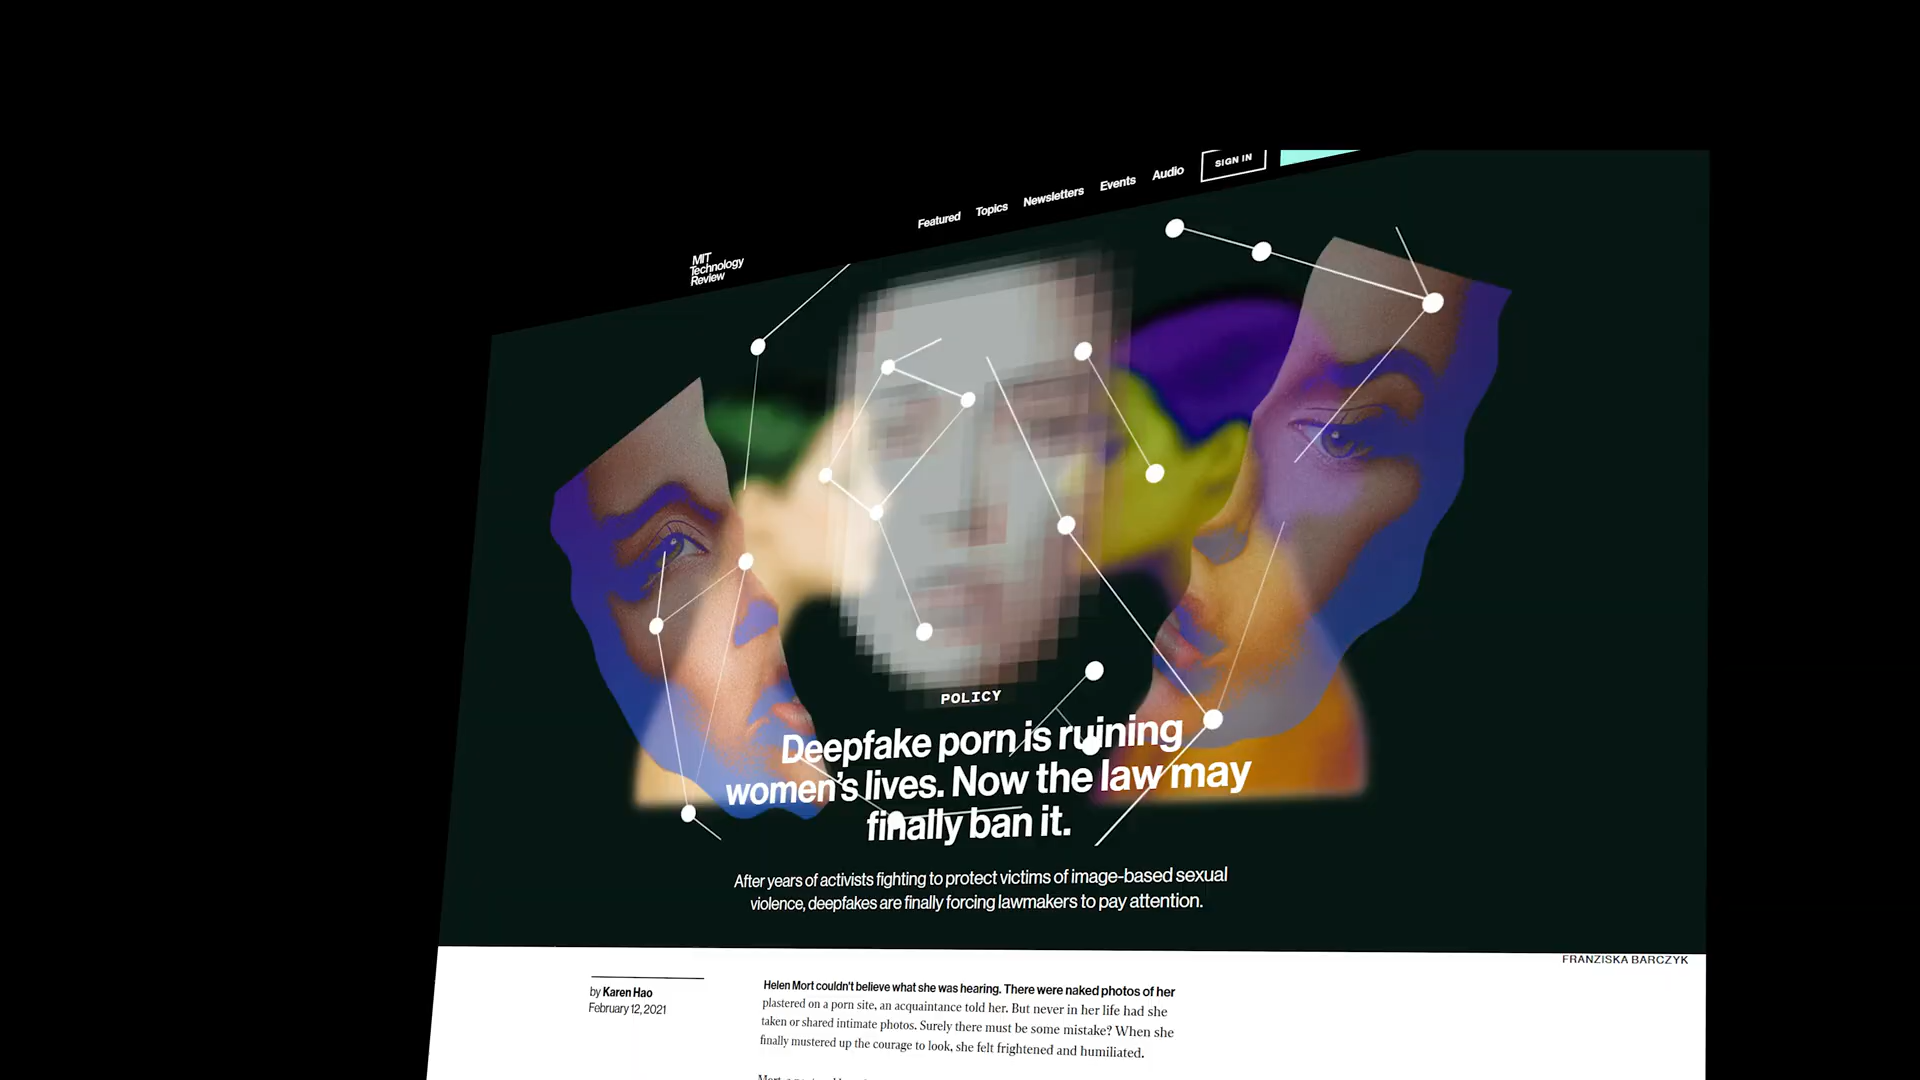 Featured Topics Newsletters Events Audio SIGN IN
MIT
Technology
Review
POLICY
Deepfake porn is ruining
women's lives. Now the law may
finally ban it.
After years of activists fighting to protect victims of image-based sexual
violence, deepfakes are finally forcing lawmakers to pay attention.
FRANZISKA BARCZYK
by Karen Hao
February 12, 2021
Helen Mort couldn't believe what she was hearing. There were naked photos of her
plastered on a porn site, an acquaintance told her. But never in her life had she
taken or shared intimate photos. Surely there must be some mistake? When she
finally mustered up the courage to look, she felt frightened and humiliated.